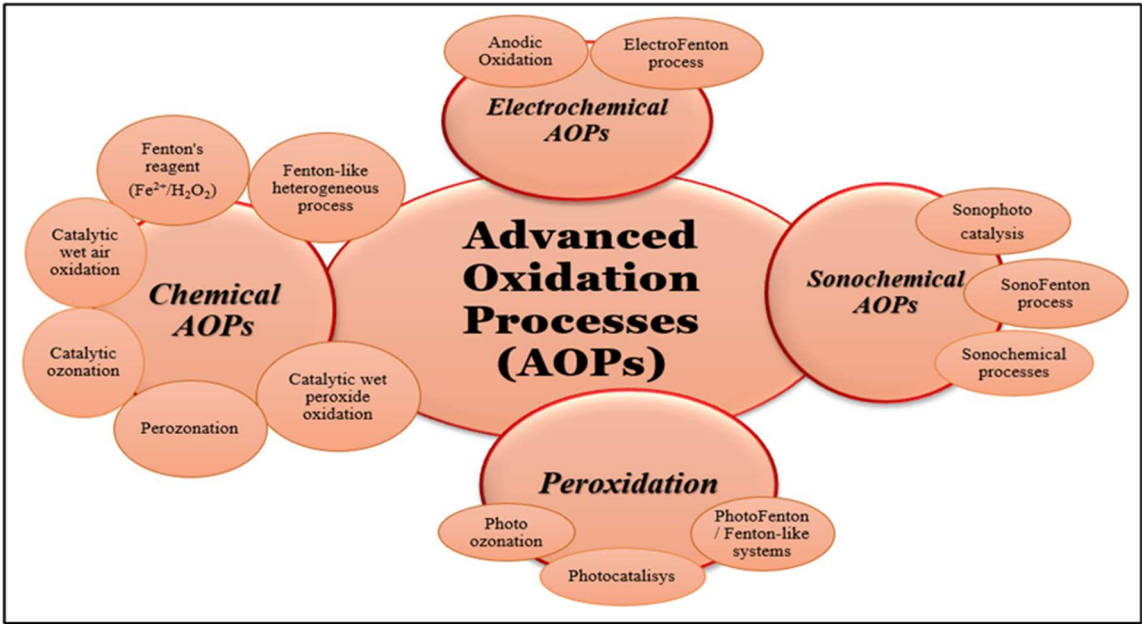 Anodic
Oxidation
ElectroFenton
process
Electrochemical
AOPs
Fenton's
reagent
(Fe²⁺/H₂O₂)
Fenton-like
heterogeneous
process
Catalytic
wet air
oxidation
Chemical
AOPs
Catalytic
ozonation
Perozonation
Catalytic wet
peroxide
oxidation
Advanced
Oxidation
Processes
(AOPs)
Sonochemical
AOPs
Sonophoto
catalysis
SonoFenton
process
Sonochemical
processes
Peroxidation
Photo
ozonation
Photocatalisys
PhotoFenton
/ Fenton-like
systems